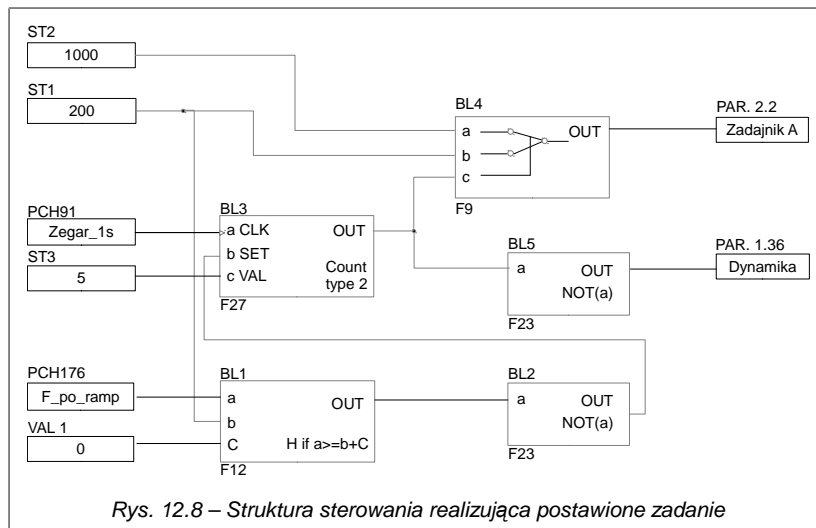 ST2
1000
ST1
200
BL4
a
b
c
OUT
F9
PAR. 2.2
Zadajnik A
PCH91
Zegar_1s
ST3
5
BL3
a CLK
b SET
c VAL
OUT
Count
type 2
F27
BL5
a
OUT
NOT(a)
F23
PAR. 1.36
Dynamika
PCH176
F_po_ramp
VAL 1
0
BL1
a
b
C
OUT
H if a>=b+C
F12
BL2
a
OUT
NOT(a)
F23
Rys. 12.8 – Struktura sterowania realizująca postawione zadanie